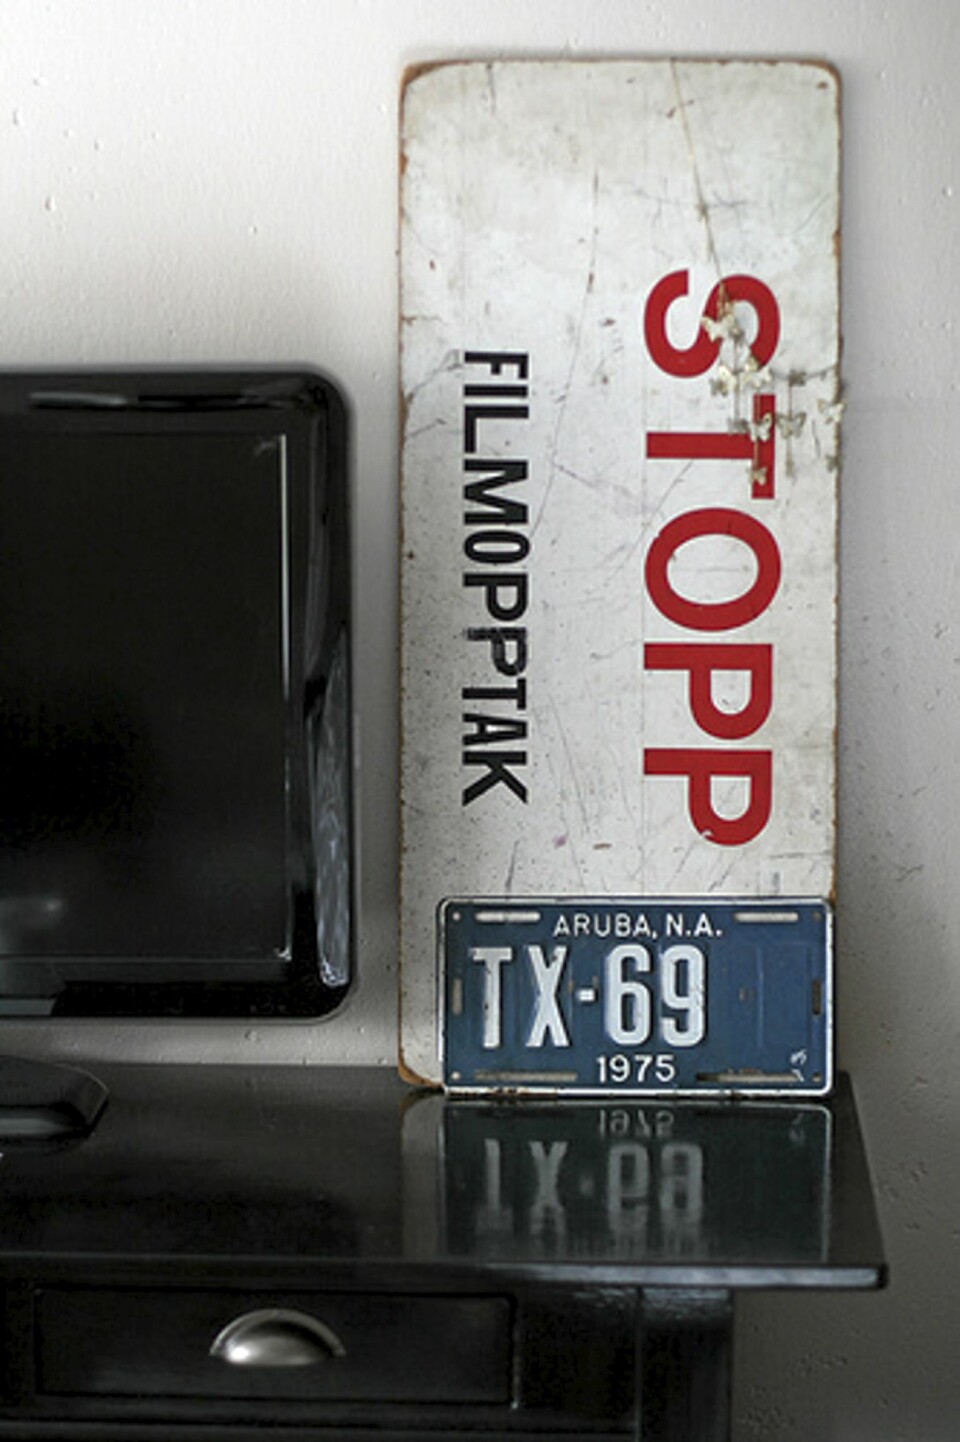 STOPP
FILMOPPTAK
ARUBA, N.A.
TX-69
1975